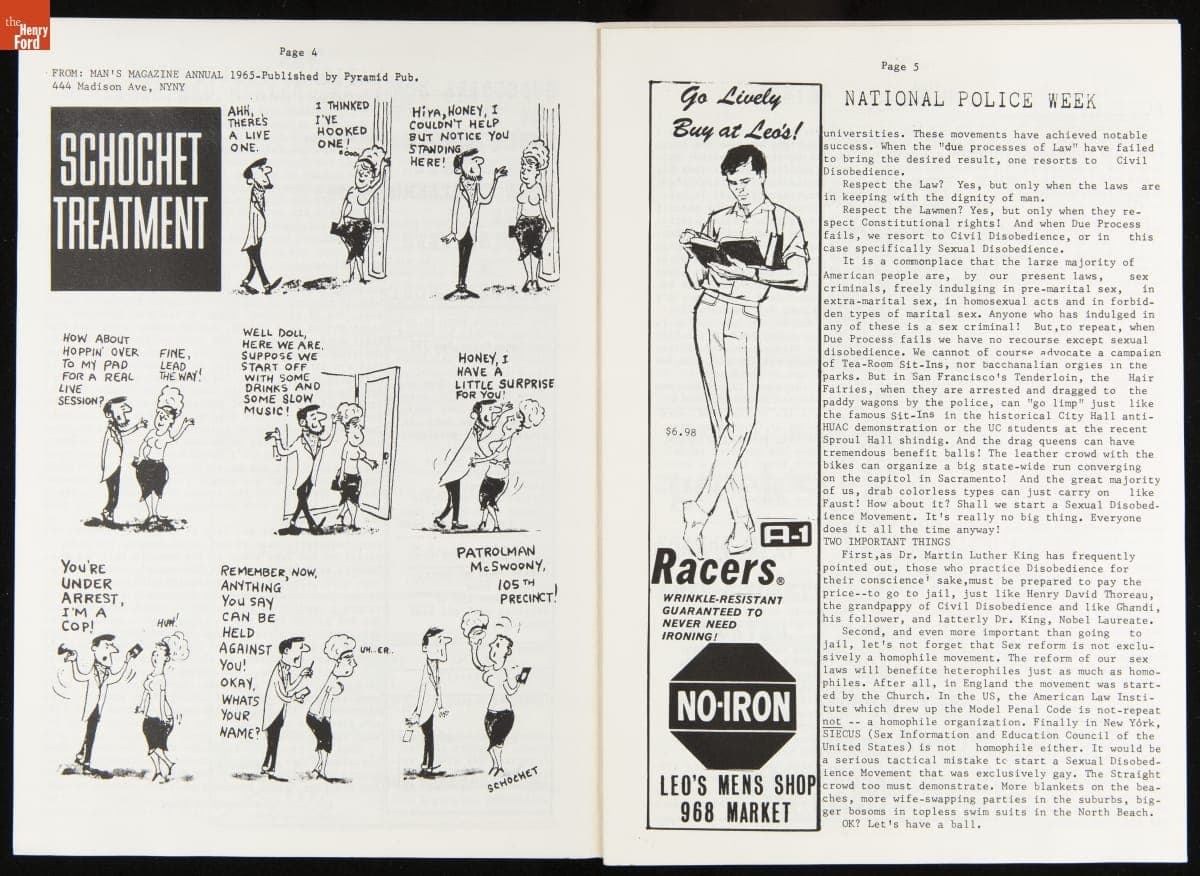 the
Henry
Ford
Page 4
FROM: MAN'S MAGAZINE ANNUAL 1965-Published by Pyramid Pub.
444 Madison Ave, NYNY
SCHOCHET
TREATMENT
AHH,
THERE'S
A LIVE
ONE.
I THINKED
I'VE
HOOKED
ONE!
HIYA, HONEY, I
COULDN'T HELP
BUT NOTICE YOU
STANDING
HERE!
HOW ABOUT
HOPPIN' OVER
TO MY PAD
FOR A REAL
LIVE
SESSION?
FINE,
LEAD
THE WAY!
WELL DOLL,
HERE WE ARE.
SUPPOSE WE
START OFF
WITH SOME
DRINKS AND
SOME SLOW
MUSIC!
HONEY, I
HAVE A
LITTLE SURPRISE
FOR YOU!
YOU'RE
UNDER
ARREST,
I'M A
COP!
HUH!
REMEMBER, NOW,
ANYTHING
YOU SAY
CAN BE
HELD
AGAINST
YOU!
OKAY,
WHATS
YOUR
NAME?
UH...ER..
PATROLMAN
McSWOONY,
105TH
PRECINCT!
SCHOCHET
Page 5
Go Lively
Buy at Leo's!
$6.98
A-1
Racers®
WRINKLE-RESISTANT
GUARANTEED TO
NEVER NEED
IRONING!
NO-IRON
LEO'S MENS SHOP
968 MARKET
NATIONAL POLICE WEEK
universities. These movements have achieved notable
success. When the "due processes of Law" have failed
to bring the desired result, one resorts to Civil
Disobedience.
Respect the Law? Yes, but only when the laws are
in keeping with the dignity of man.
Respect the Lawmen? Yes, but only when they re-
spect Constitutional rights! And when Due Process
fails, we resort to Civil Disobedience, or in this
case specifically Sexual Disobedience.
It is a commonplace that the large majority of
American people are, by our present laws, sex
criminals, freely indulging in pre-marital sex, in
extra-marital sex, in homosexual acts and in forbid-
den types of marital sex. Anyone who has indulged in
any of these is a sex criminal! But,to repeat, when
Due Process fails we have no recourse except sexual
disobedience. We cannot of course advocate a campaign
of Tea-Room Sit-Ins, nor bacchanalian orgies in the
parks. But in San Francisco's Tenderloin, the Hair
Fairies, when they are arrested and dragged to the
paddy wagons by the police, can "go limp" just like
the famous Sit-Ins in the historical City Hall anti-
HUAC demonstration or the UC students at the recent
Sproul Hall shindig. And the drag queens can have
tremendous benefit balls! The leather crowd with the
bikes can organize a big state-wide run converging
on the capitol in Sacramento! And the great majority
of us, drab colorless types can just carry on like
Faust! How about it? Shall we start a Sexual Disobed-
ience Movement. It's really no big thing. Everyone
does it all the time anyway!
TWO IMPORTANT THINGS
First,as Dr. Martin Luther King has frequently
pointed out, those who practice Disobedience for
their conscience' sake,must be prepared to pay the
price--to go to jail, just like Henry David Thoreau,
the grandpappy of Civil Disobedience and like Ghandi,
his follower, and latterly Dr. King, Nobel Laureate.
Second, and even more important than going to
jail, let's not forget that Sex reform is not exclu-
sively a homophile movement. The reform of our sex
laws will benefit heterophiles just as much as homo-
philes. After all, in England the movement was start-
ed by the Church. In the US, the American Law Insti-
tute which drew up the Model Penal Code is not-repeat
not -- a homophile organization. Finally in New York,
SIECUS (Sex Information and Education Council of the
United States) is not homophile either. It would be
a serious tactical mistake to start a Sexual Disobed-
ience Movement that was exclusively gay. The Straight
crowd too must demonstrate. More blankets on the bea-
ches, more wife-swapping parties in the suburbs, big-
ger bosoms in topless swim suits in the North Beach.
OK? Let's have a ball.